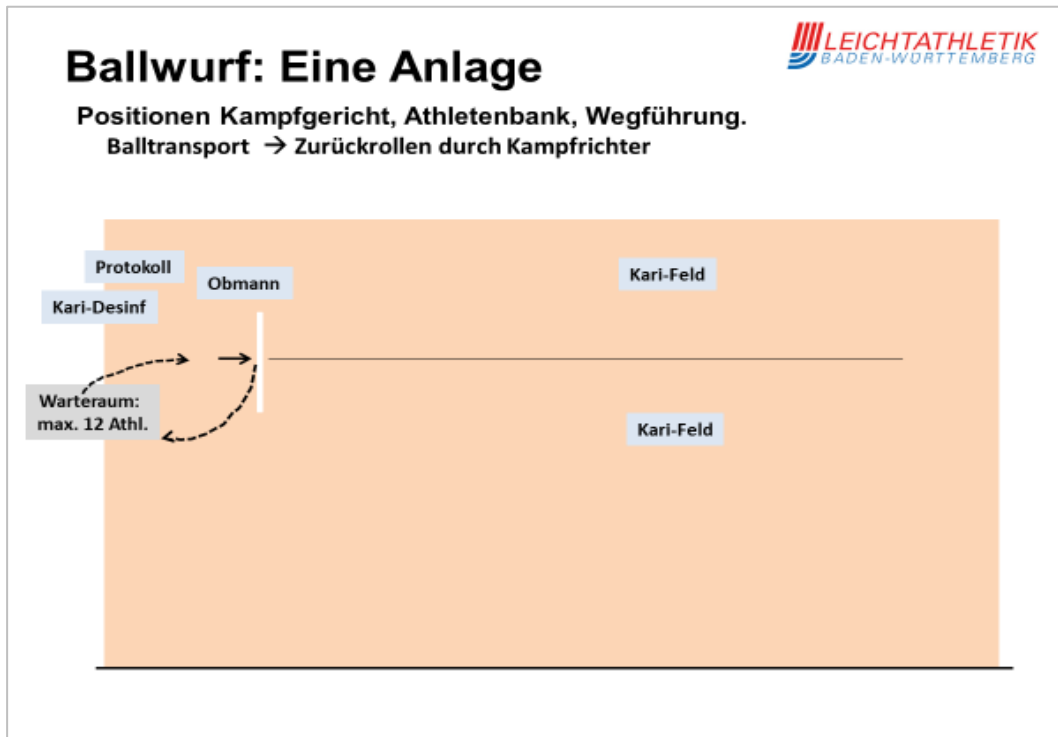 LEICHTATHLETIK
BADEN-WÜRTTEMBERG
Ballwurf: Eine Anlage
Positionen Kampfgericht, Athletenbank, Wegführung.
Balltransport → Zurückrollen durch Kampfrichter
Protokoll
Obmann
Kari-Feld
Kari-Desinf
Warteraum:
max. 12 Athl.
Kari-Feld